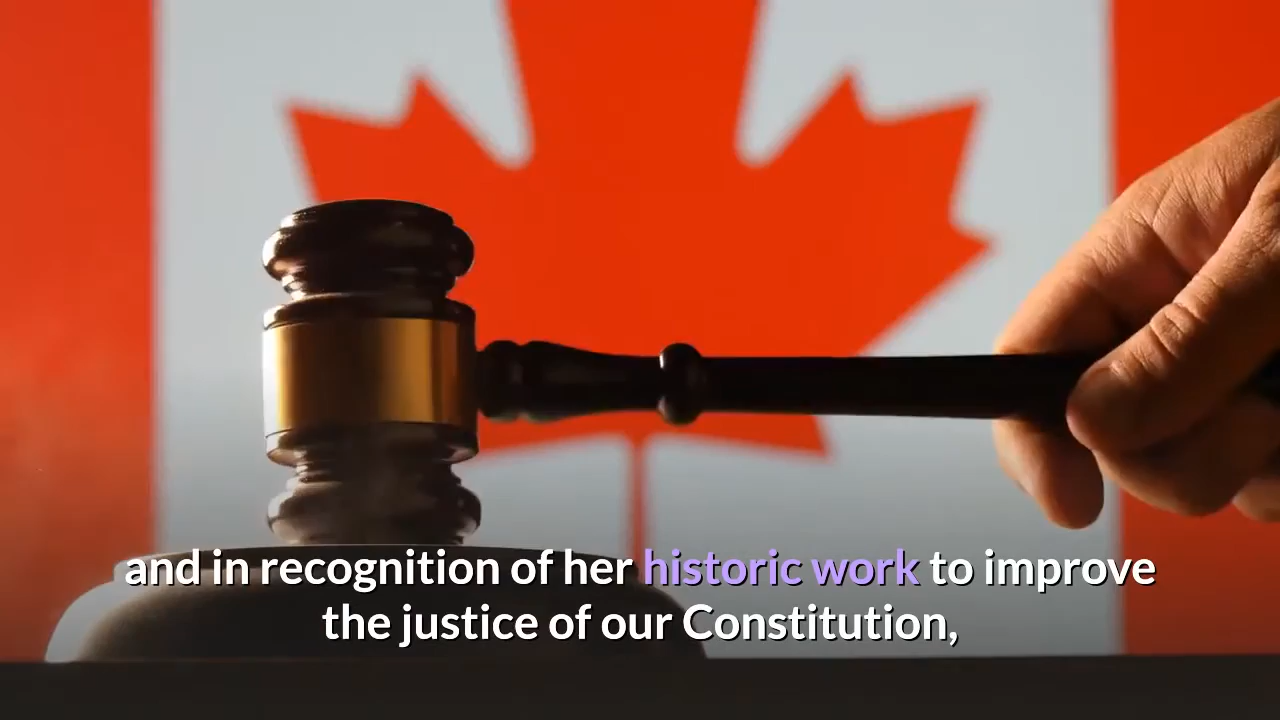 and in recognition of her historic work to improve
the justice of our Constitution,